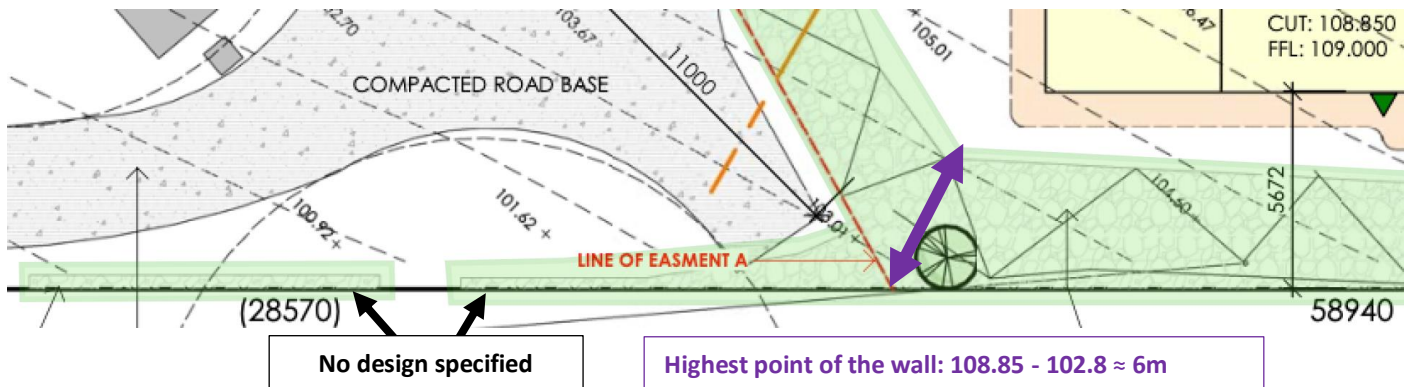 102.70
103.67
11000
105.01
106.47
CUT: 108.850
FFL: 109.000
COMPACTED ROAD BASE
100.92 +
101.62 +
103.01 +
104.50 +
5672
LINE OF EASMENT A
(28570)
58940
No design specified
Highest point of the wall: 108.85 - 102.8 ≈ 6m